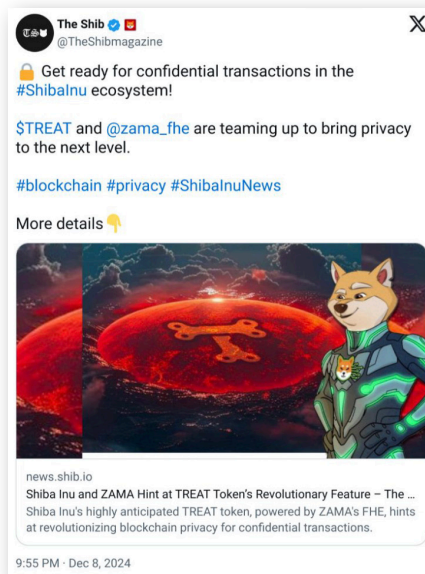 The Shib
@TheShibmagazine
X
TSW
🔒 Get ready for confidential transactions in the
#ShibaInu ecosystem!
$TREAT and @zama_fhe are teaming up to bring privacy
to the next level.
#blockchain #privacy #ShibaInuNews
More details👇
news.shib.io
Shiba Inu and ZAMA Hint at TREAT Token's Revolutionary Feature – The ...
Shiba Inu's highly anticipated TREAT token, powered by ZAMA's FHE, hints
at revolutionizing blockchain privacy for confidential transactions.
9:55 PM · Dec 8, 2024